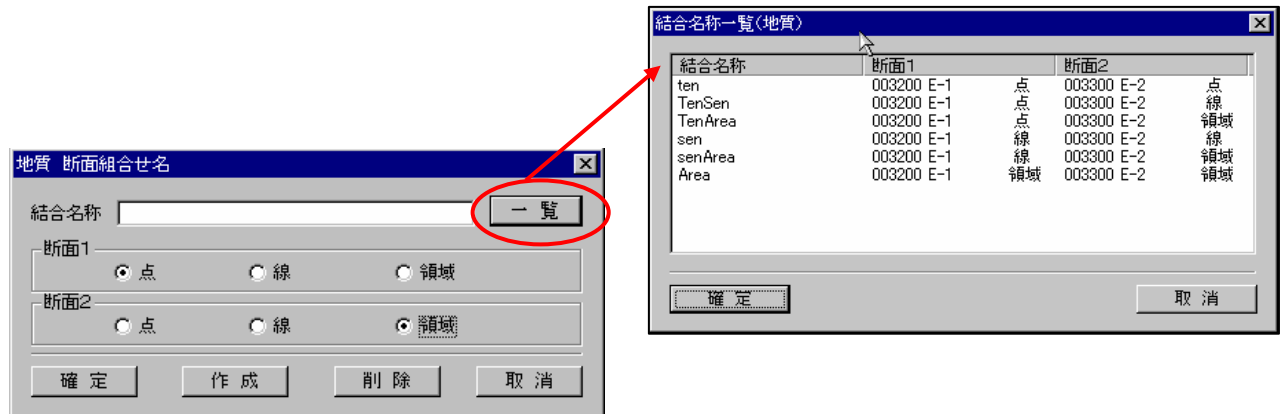 結合名称一覧(地質)
結合名称 断面1 断面2
ten 003200 E-1 点 003300 E-2 点
TenSen 003200 E-1 点 003300 E-2 線
TenArea 003200 E-1 点 003300 E-2 領域
sen 003200 E-1 線 003300 E-2 線
senArea 003200 E-1 線 003300 E-2 領域
Area 003200 E-1 領域 003300 E-2 領域
確 定 取 消
地質 断面組合せ名
結合名称 一 覧
断面1
点 線 領域
断面2
点 線 領域
確 定 作 成 削 除 取 消